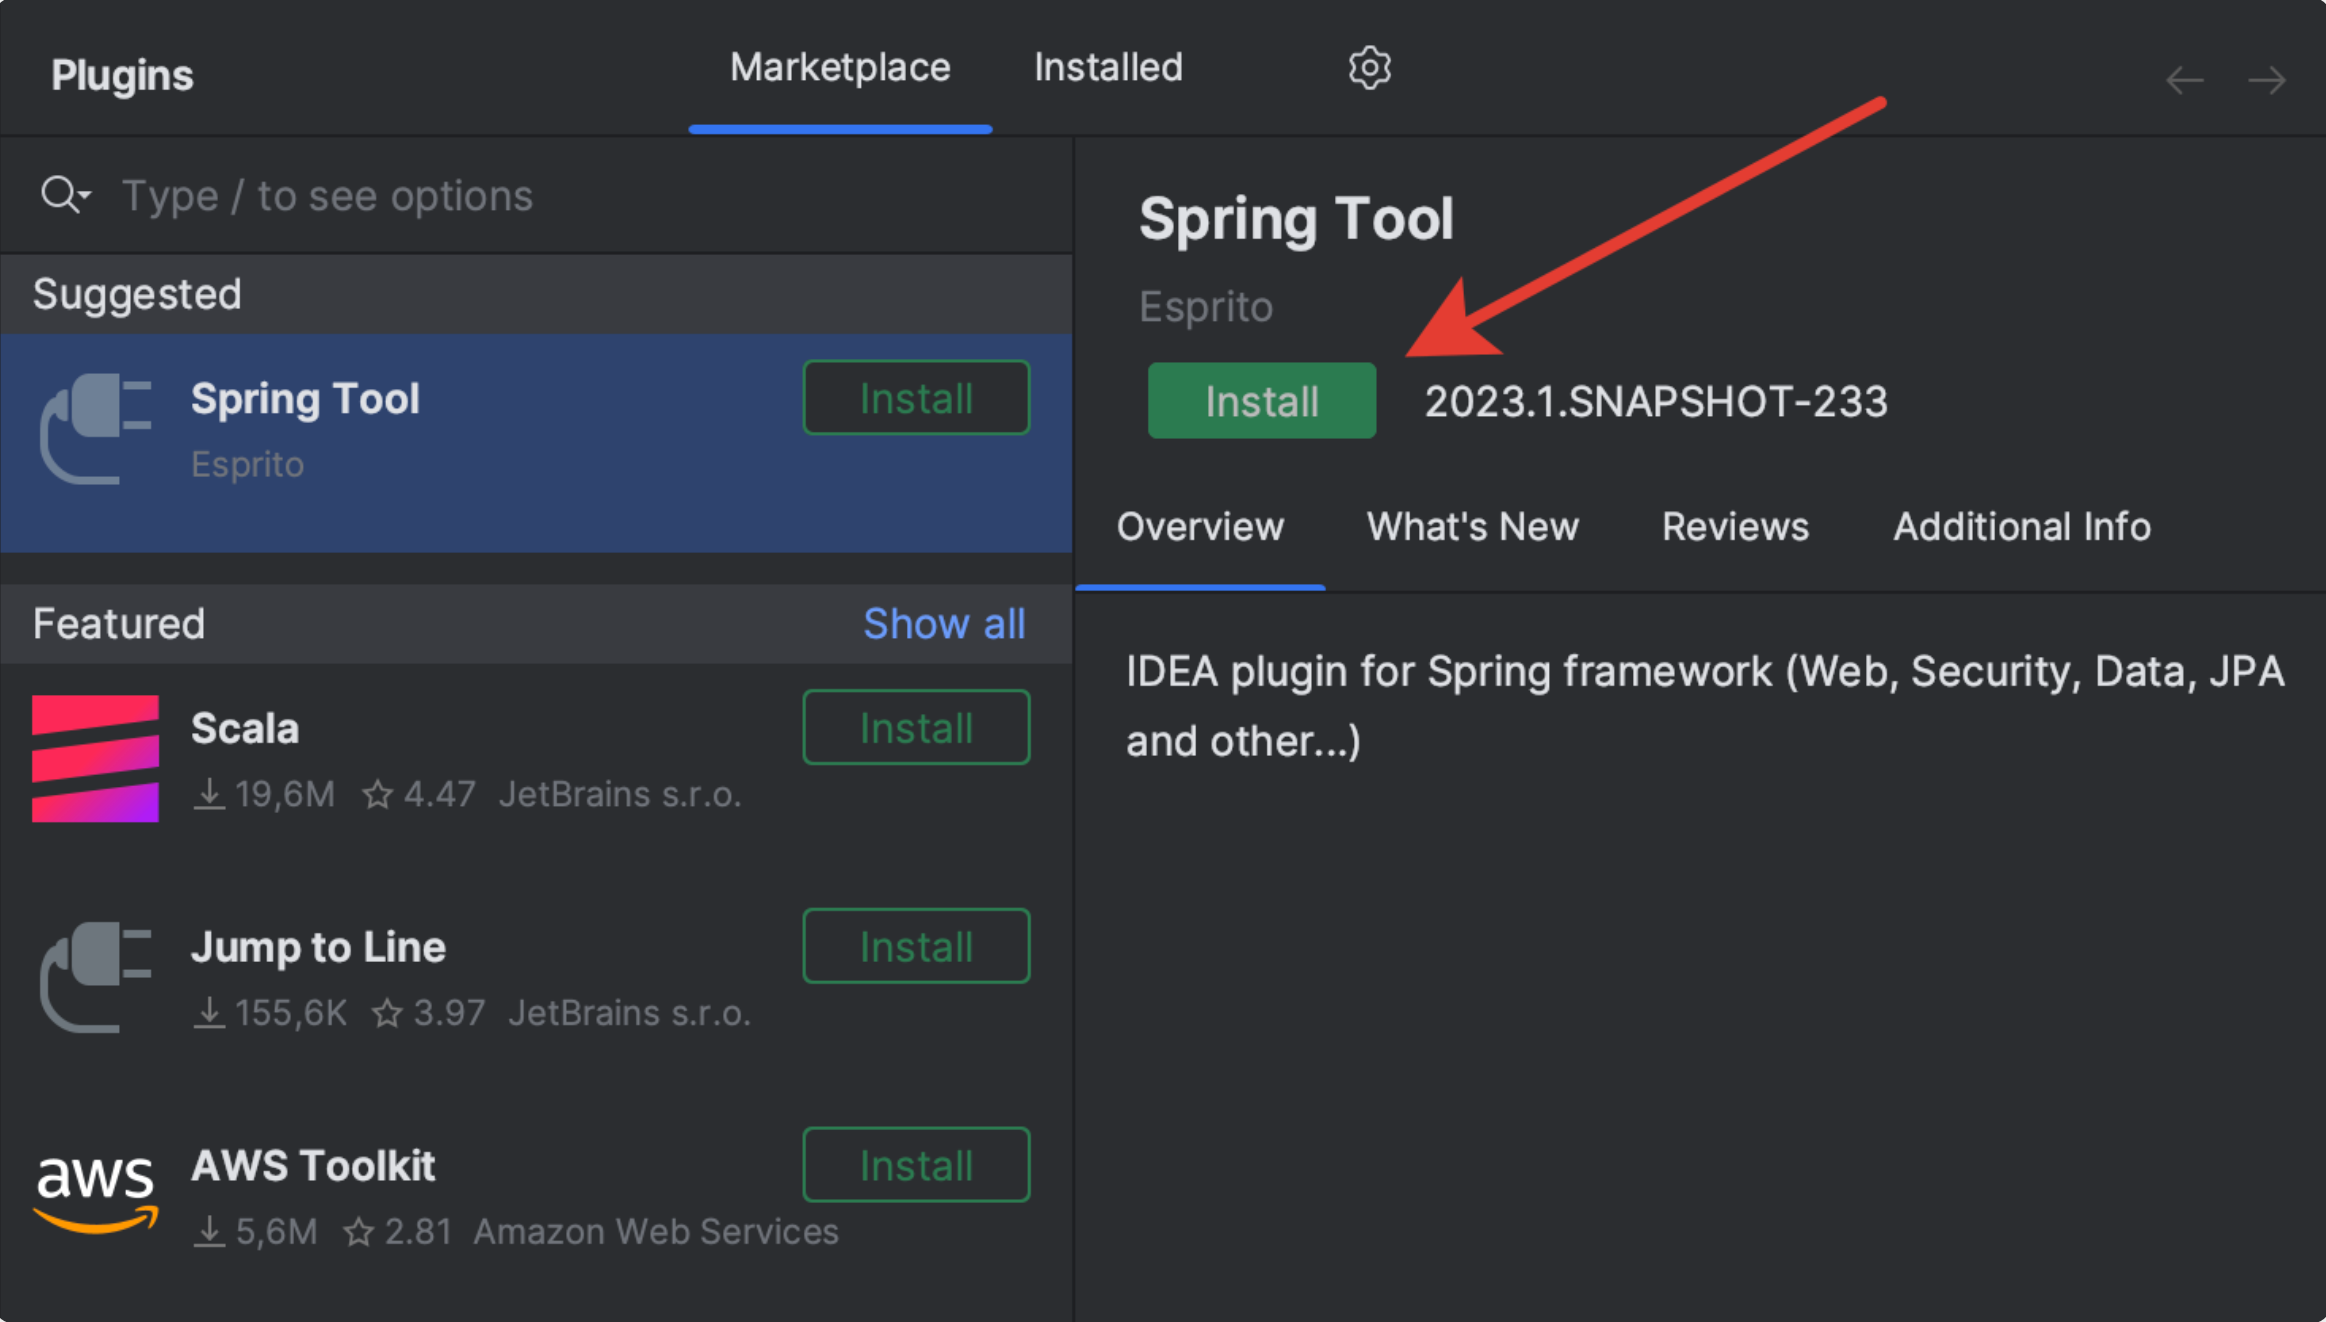 Plugins
Marketplace
Installed
Type / to see options
Suggested
Spring Tool
Install
Esprito
Featured
Show all
Scala
Install
19,6M
4.47
JetBrains s.r.o.
Jump to Line
Install
155,6K
3.97
JetBrains s.r.o.
aws
AWS Toolkit
Install
5,6M
2.81
Amazon Web Services
Spring Tool
Esprito
Install
2023.1.SNAPSHOT-233
Overview
What's New
Reviews
Additional Info
IDEA plugin for Spring framework (Web, Security, Data, JPA
and other...)